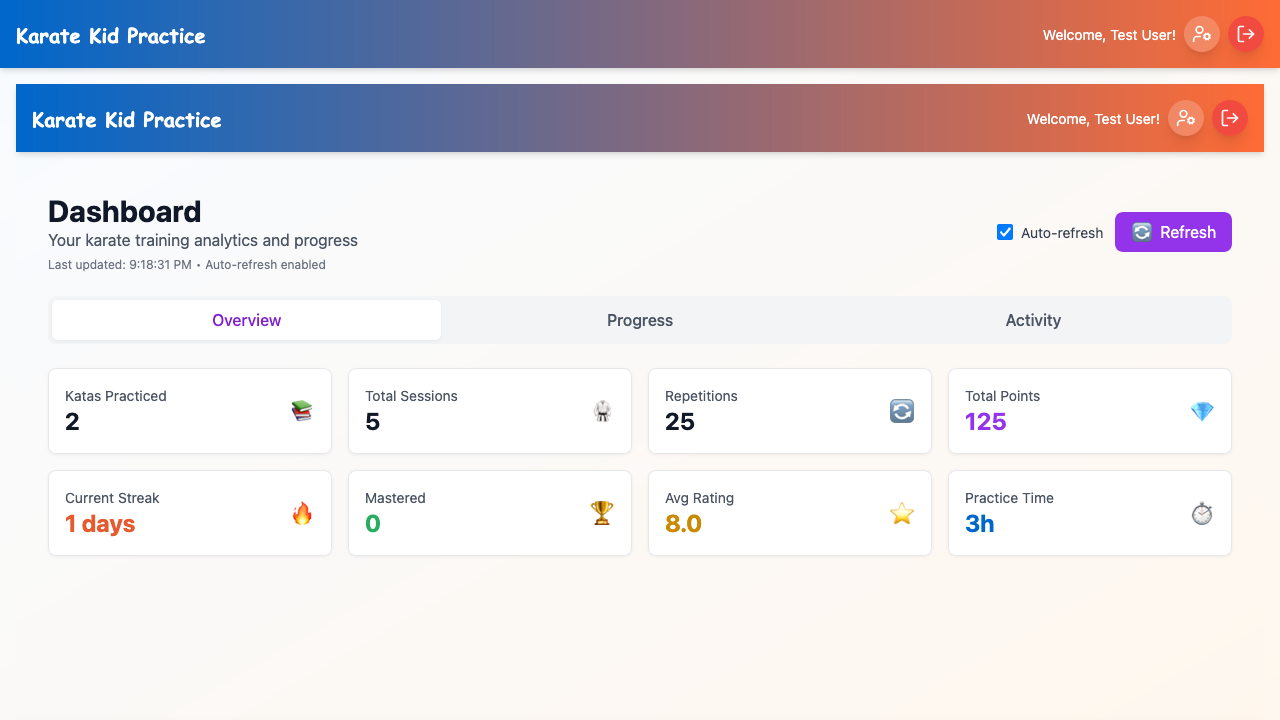 Karate Kid Practice
Welcome, Test User!
Karate Kid Practice
Welcome, Test User!
Dashboard
Your karate training analytics and progress
Last updated: 9:18:31 PM • Auto-refresh enabled
Auto-refresh
Refresh
Overview
Progress
Activity
Katas Practiced
2
Total Sessions
5
Repetitions
25
Total Points
125
Current Streak
1 days
Mastered
0
Avg Rating
8.0
Practice Time
3h